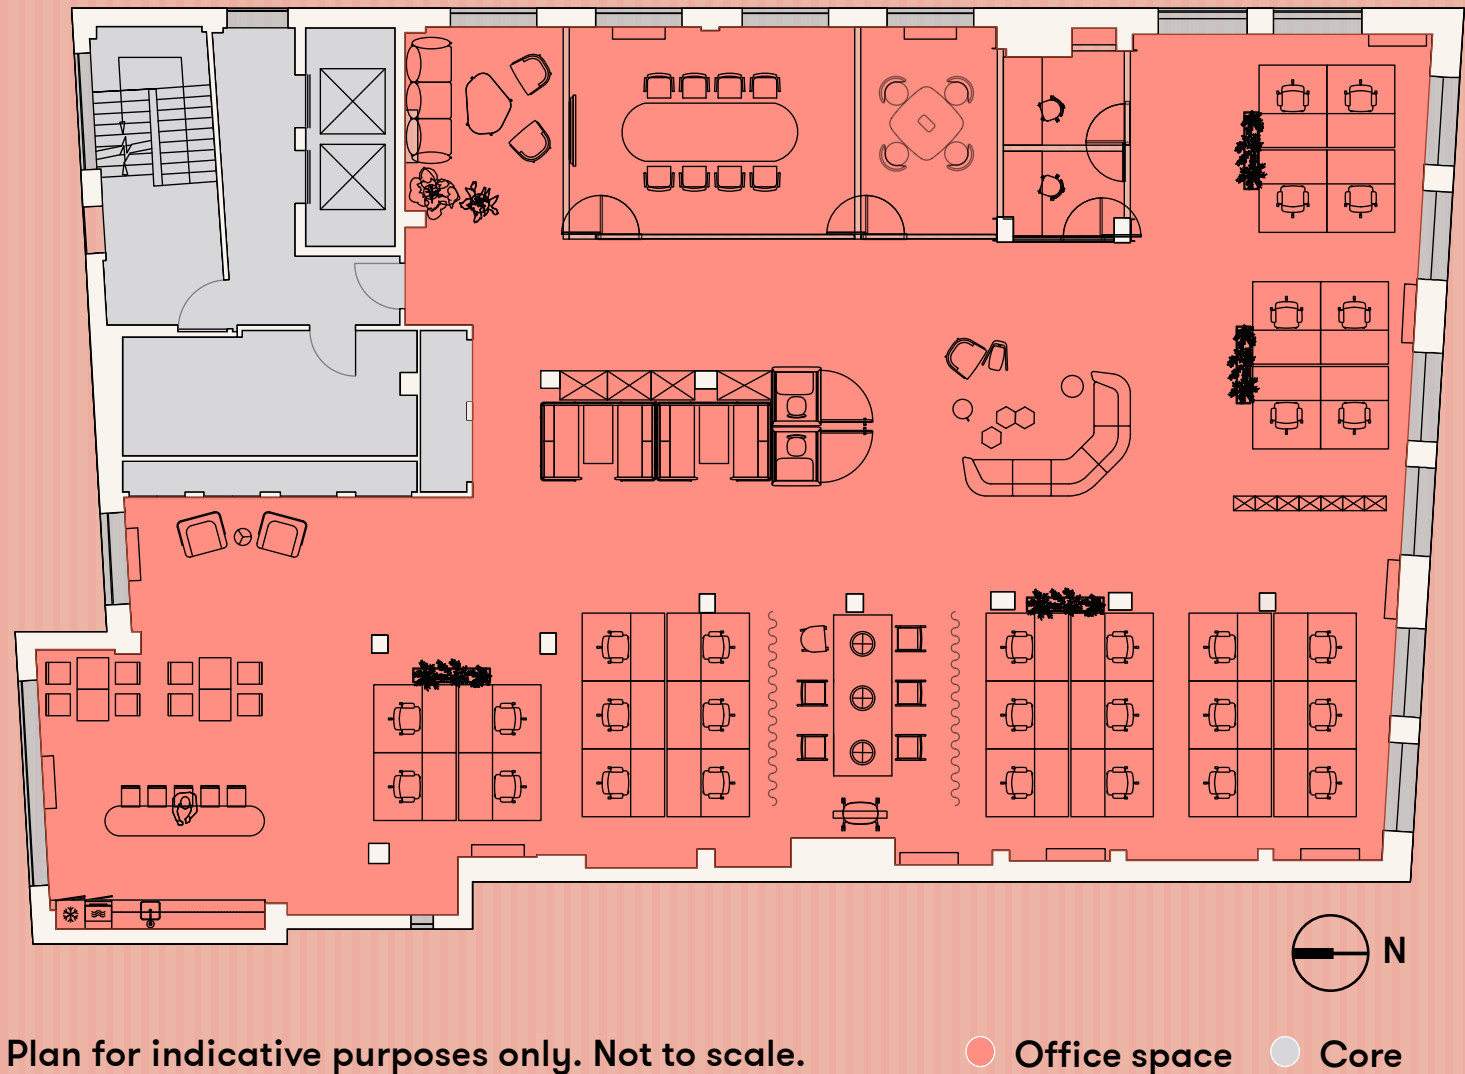 N
Plan for indicative purposes only. Not to scale.
Office space
Core